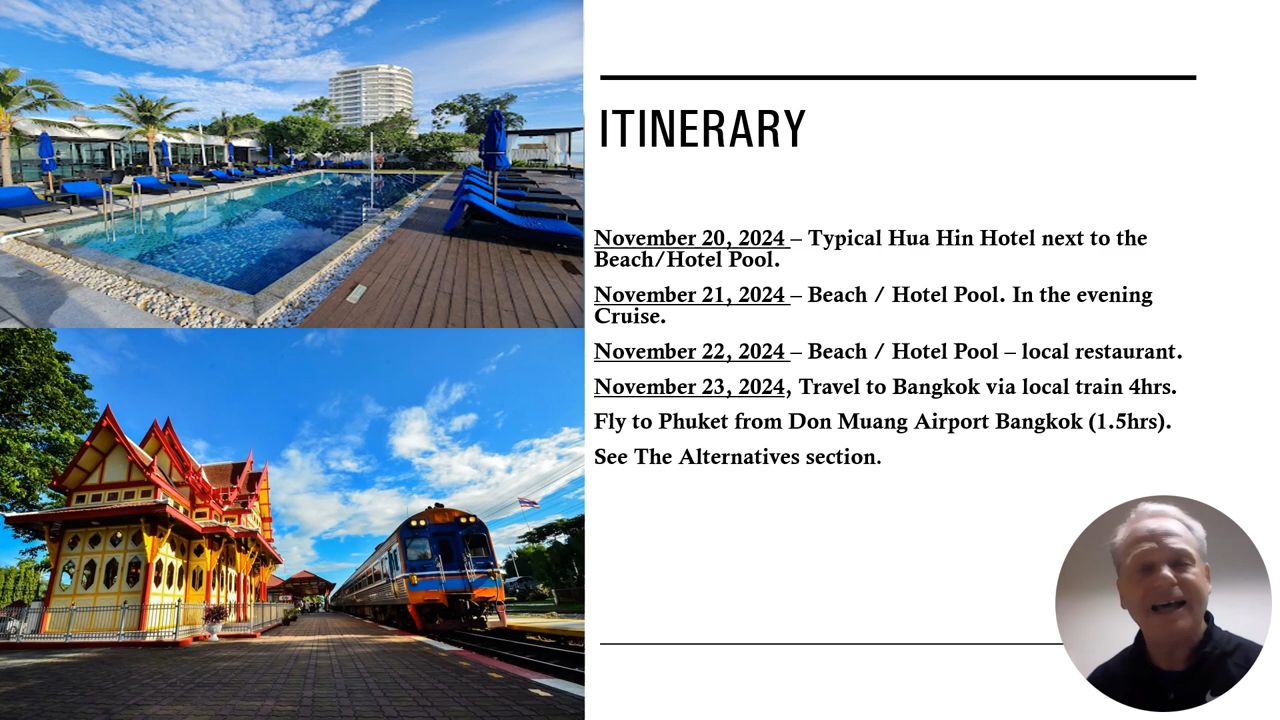 ITINERARY
November 20, 2024 – Typical Hua Hin Hotel next to the
Beach/Hotel Pool.
November 21, 2024 – Beach / Hotel Pool. In the evening
Cruise.
November 22, 2024 – Beach / Hotel Pool – local restaurant.
November 23, 2024, Travel to Bangkok via local train 4hrs.
Fly to Phuket from Don Muang Airport Bangkok (1.5hrs).
See The Alternatives section.